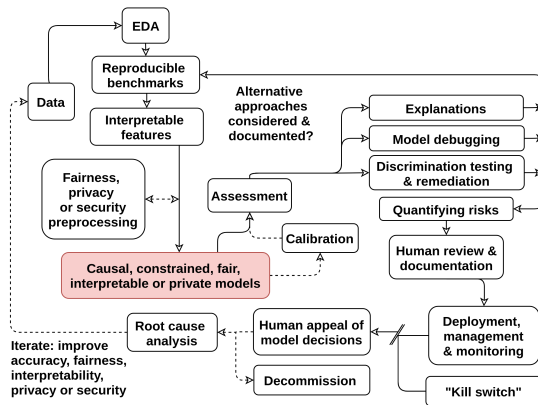 EDA
Reproducible
benchmarks
Data
Interpretable
features
Alternative
approaches
considered &
documented?
Explanations
Model debugging
Discrimination testing
& remediation
Fairness,
privacy
or security
preprocessing
Assessment
Quantifying risks
Calibration
Human review &
documentation
Causal, constrained, fair,
interpretable or private models
Root cause
analysis
Human appeal of
model decisions
Deployment,
management
& monitoring
Iterate: improve
accuracy, fairness,
interpretability,
privacy or security
Decommission
"Kill switch"